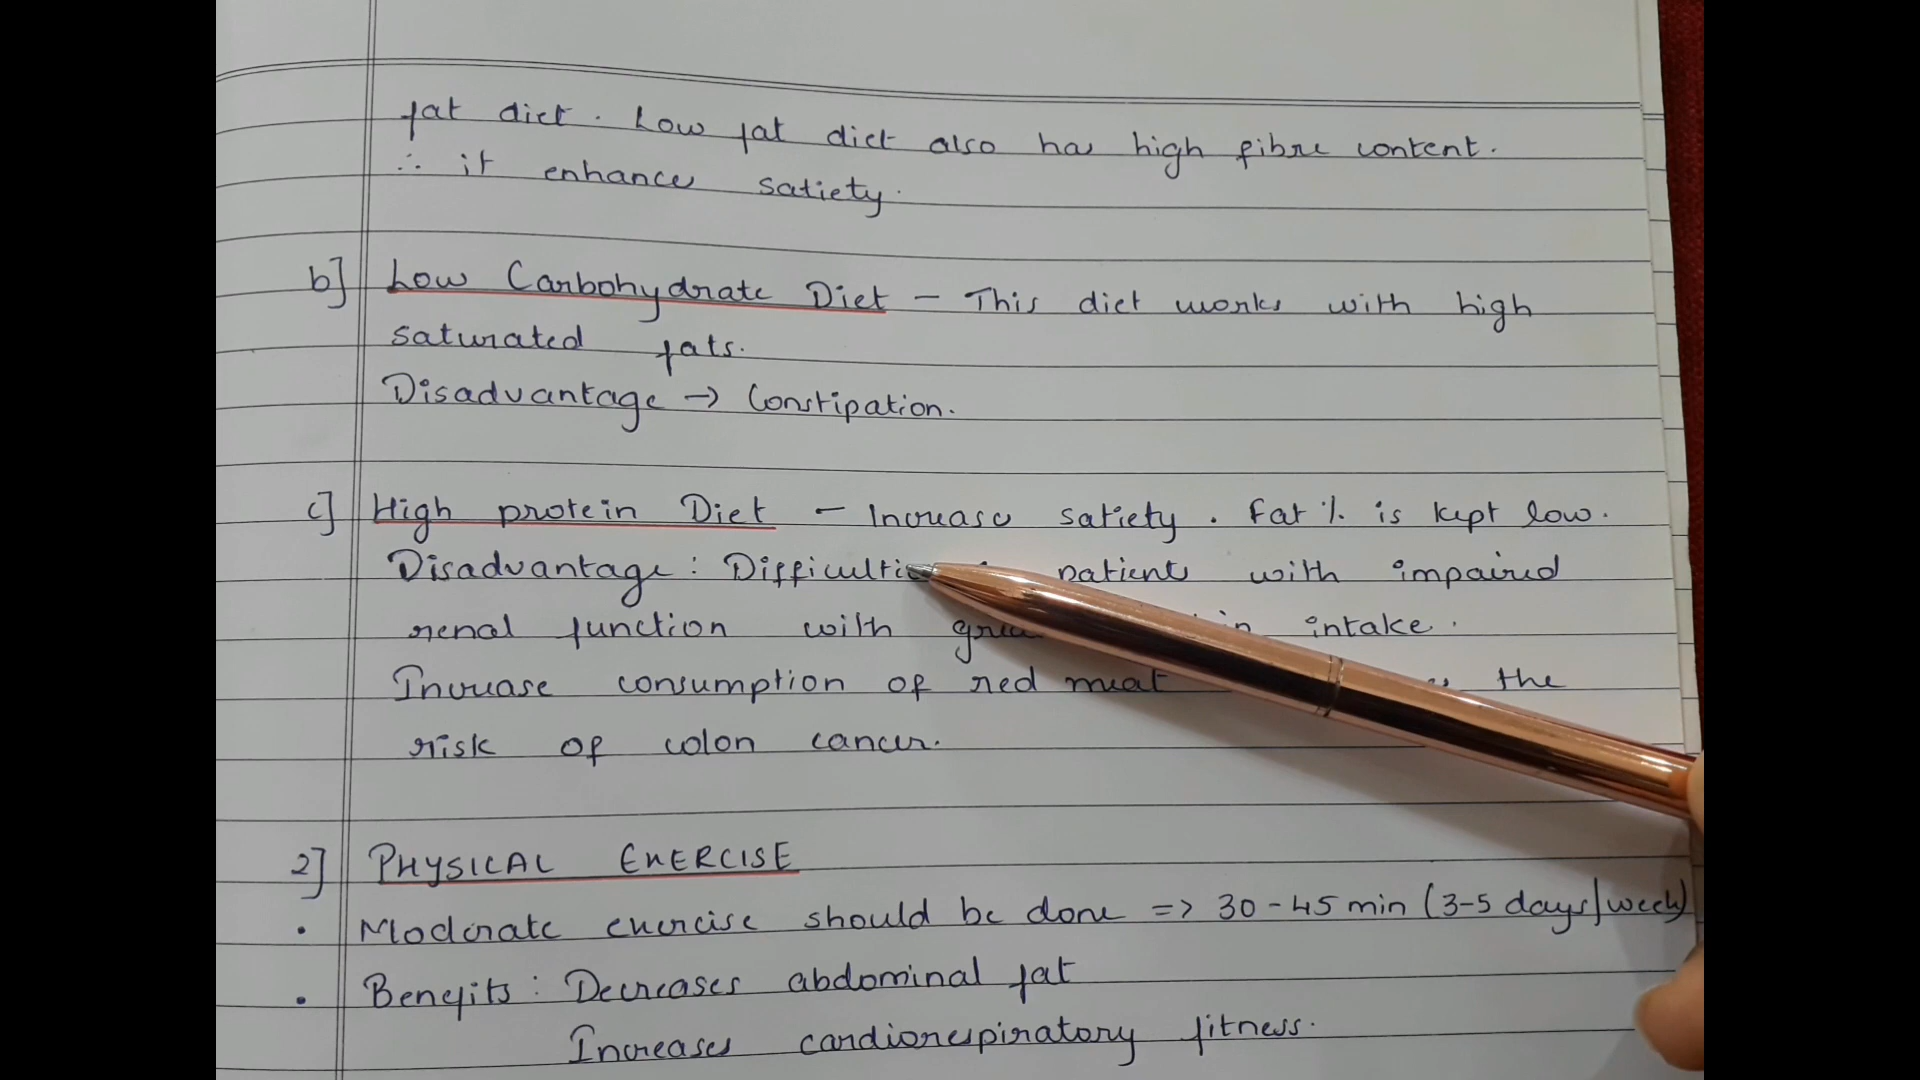 fat diet. Low fat diet also has high fibre content.
∴ it enhances satiety.
b] Low Carbohydrate Diet - This diet works with high
saturated fats.
Disadvantage → Constipation.
c] High protein Diet - Increase satiety. Fat % is kept low.
Disadvantage: patients with impaired
renal function with intake.
Increase consumption of red meat the
risk of colon cancer.
2] PHYSICAL EXERCISE
• Moderate exercise should be done => 30-45 min (3-5 days/week)
• Benefits: Decreases abdominal fat
Increases cardiorespiratory fitness.